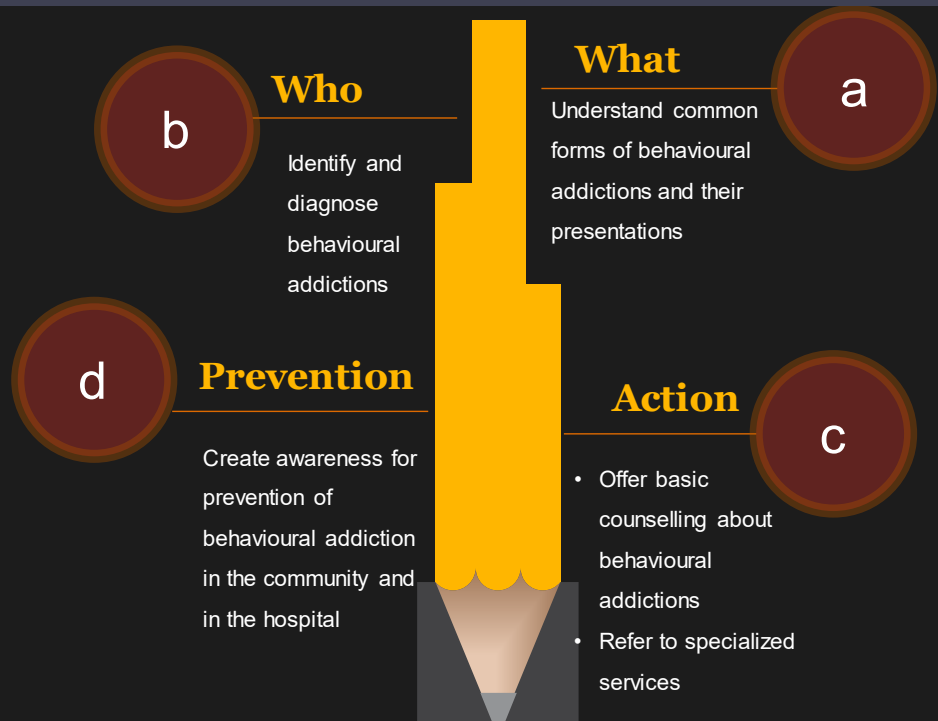 What
a
Understand common
forms of behavioural
addictions and their
presentations
Who
b
Identify and
diagnose
behavioural
addictions
Action
c
• Offer basic
counselling about
behavioural
addictions
• Refer to specialized
services
Prevention
d
Create awareness for
prevention of
behavioural addiction
in the community and
in the hospital